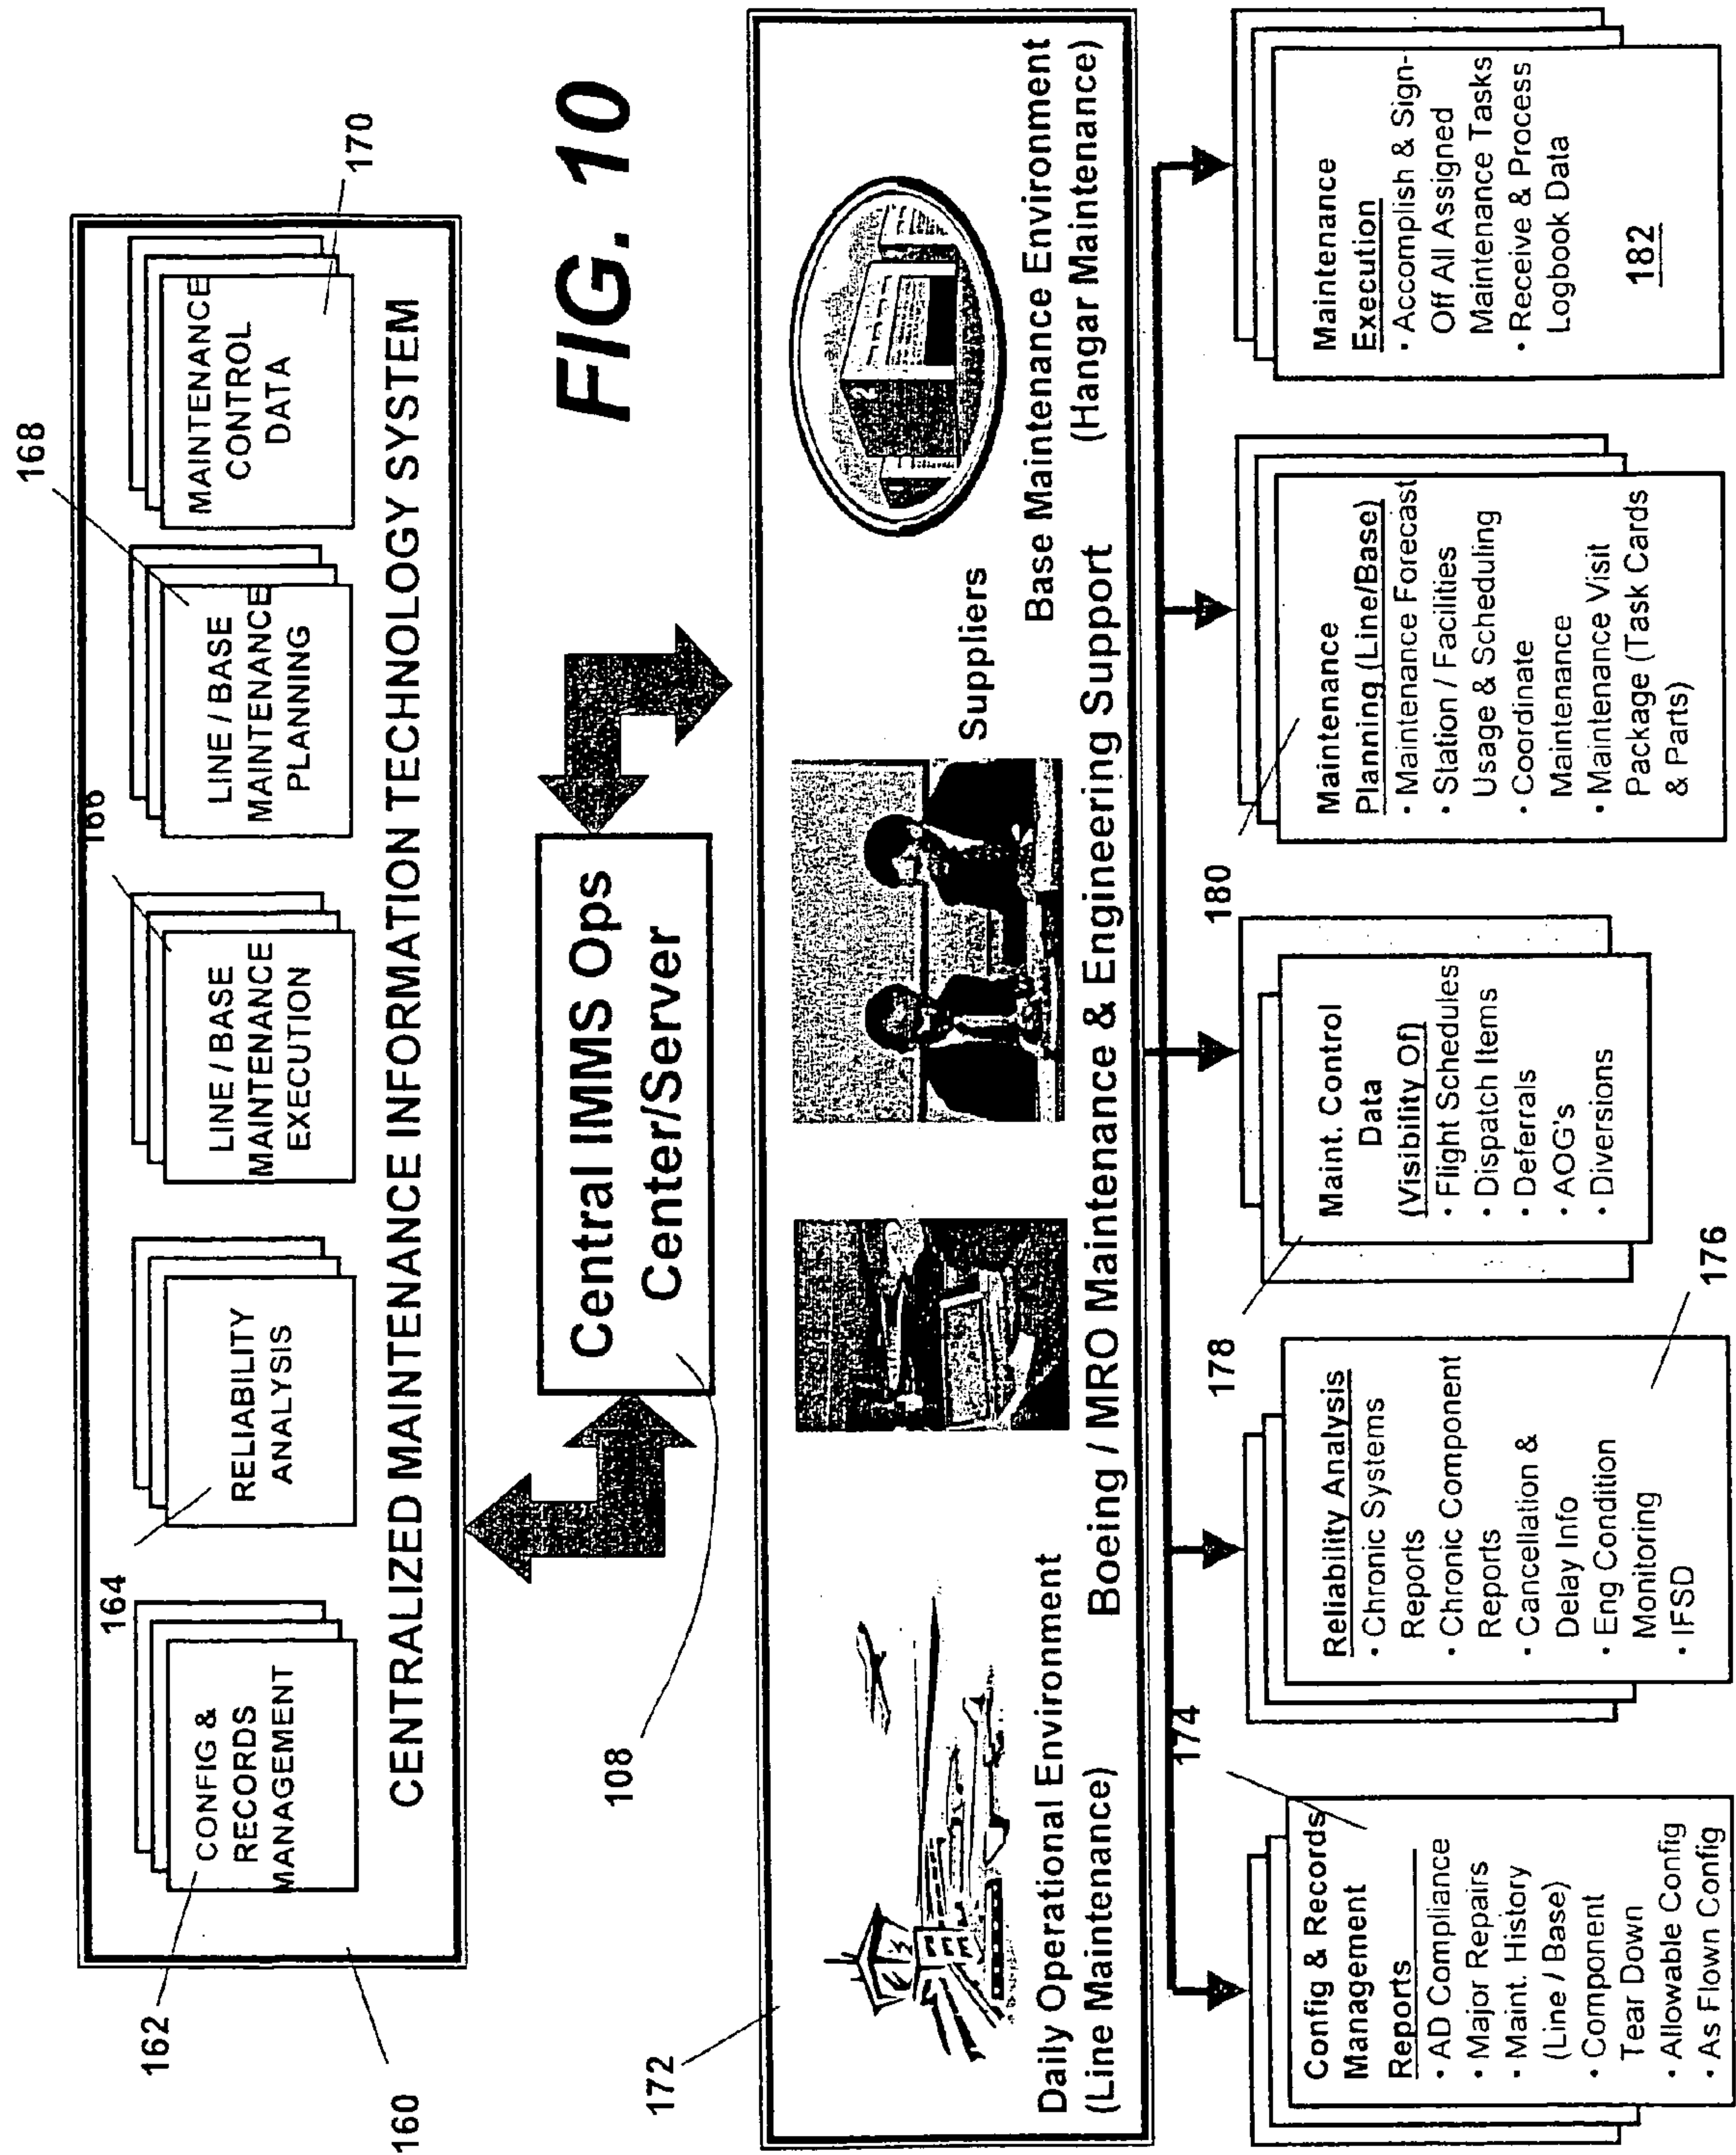 FIG. 10
160
162
CONFIG &
RECORDS
MANAGEMENT
164
RELIABILITY
ANALYSIS
166
LINE / BASE
MAINTENANCE
EXECUTION
168
LINE / BASE
MAINTENANCE
PLANNING
170
MAINTENANCE
CONTROL
DATA
CENTRALIZED MAINTENANCE INFORMATION TECHNOLOGY SYSTEM
108
Central IMMS Ops
Center/Server
172
Daily Operational Environment
(Line Maintenance)
Suppliers
2
Base Maintenance Environment
(Hangar Maintenance)
Boeing / MRO Maintenance & Engineering Support
174
Config & Records
Management
Reports
· AD Compliance
· Major Repairs
· Maint. History
(Line / Base)
· Component
Tear Down
· Allowable Config
· As Flown Config
176
Reliability Analysis
· Chronic Systems
Reports
· Chronic Component
Reports
· Cancellation &
Delay Info
· Eng Condition
Monitoring
· IFSD
178
Maint. Control
Data
(Visibility Of)
· Flight Schedules
· Dispatch Items
· Deferrals
· AOG's
· Diversions
180
Maintenance
Planning (Line/Base)
· Maintenance Forecast
· Station / Facilities
Usage & Scheduling
· Coordinate
Maintenance
· Maintenance Visit
Package (Task Cards
& Parts)
Maintenance
Execution
· Accomplish & Sign-
Off All Assigned
Maintenance Tasks
· Receive & Process
Logbook Data
182